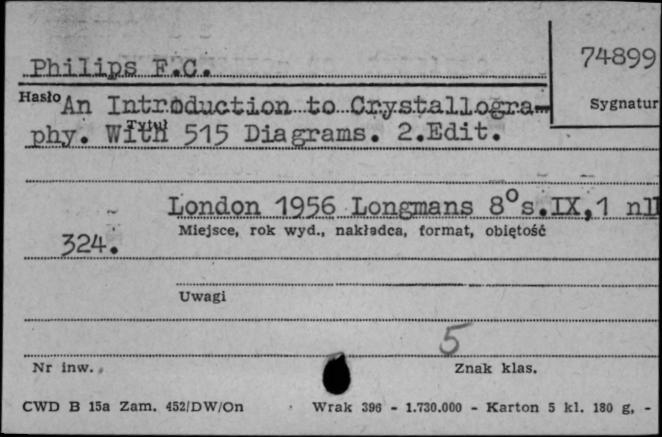 74899
Philips F.C.
Hasło An Introduction to Crystallogra-
Sygnatur
phy. With 515 Diagrams. 2.Edit.
Tytuł
London 1956 Longmans 8° s.IX,1 nl
324.
Miejsce, rok wyd., nakładca, format, objętość
Uwagi
5
Nr inw.
Znak klas.
CWD B 15a Zam. 452/DW/On Wrak 396 - 1.730.000 - Karton 5 kl. 180 g, -